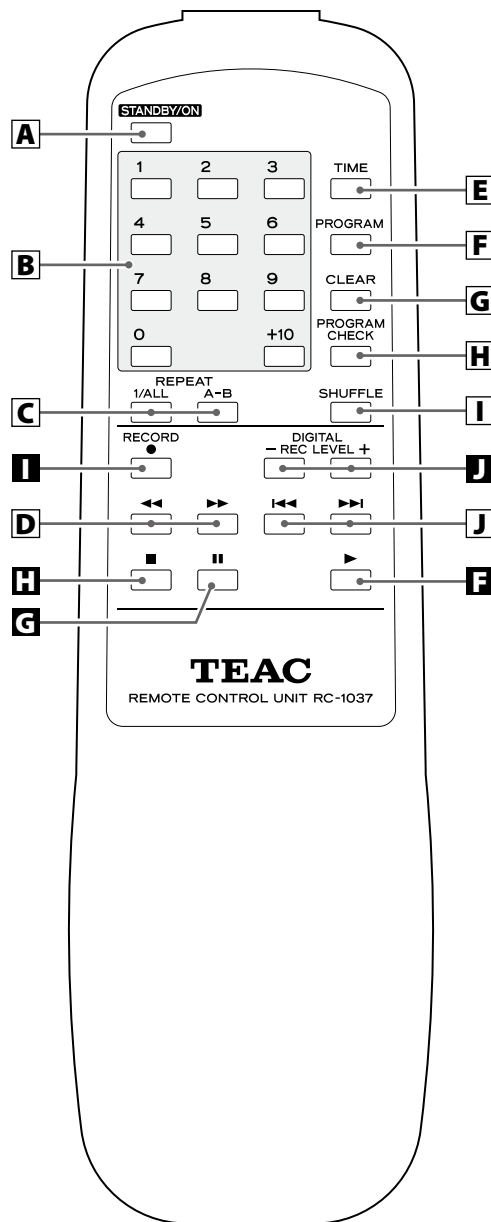 STANDBY/ON
A
1 2 3 TIME
E
4 5 6 PROGRAM
F
B
7 8 9 CLEAR
G
0 +10 PROGRAM
CHECK
H
REPEAT
1/ALL A-B SHUFFLE
C
I
RECORD DIGITAL
● − REC LEVEL +
I
J
◀◀ ▶▶ I◀◀ ▶▶I
D
J
■ ▮▮ ▶
H
F
G
TEAC
REMOTE CONTROL UNIT RC-1037